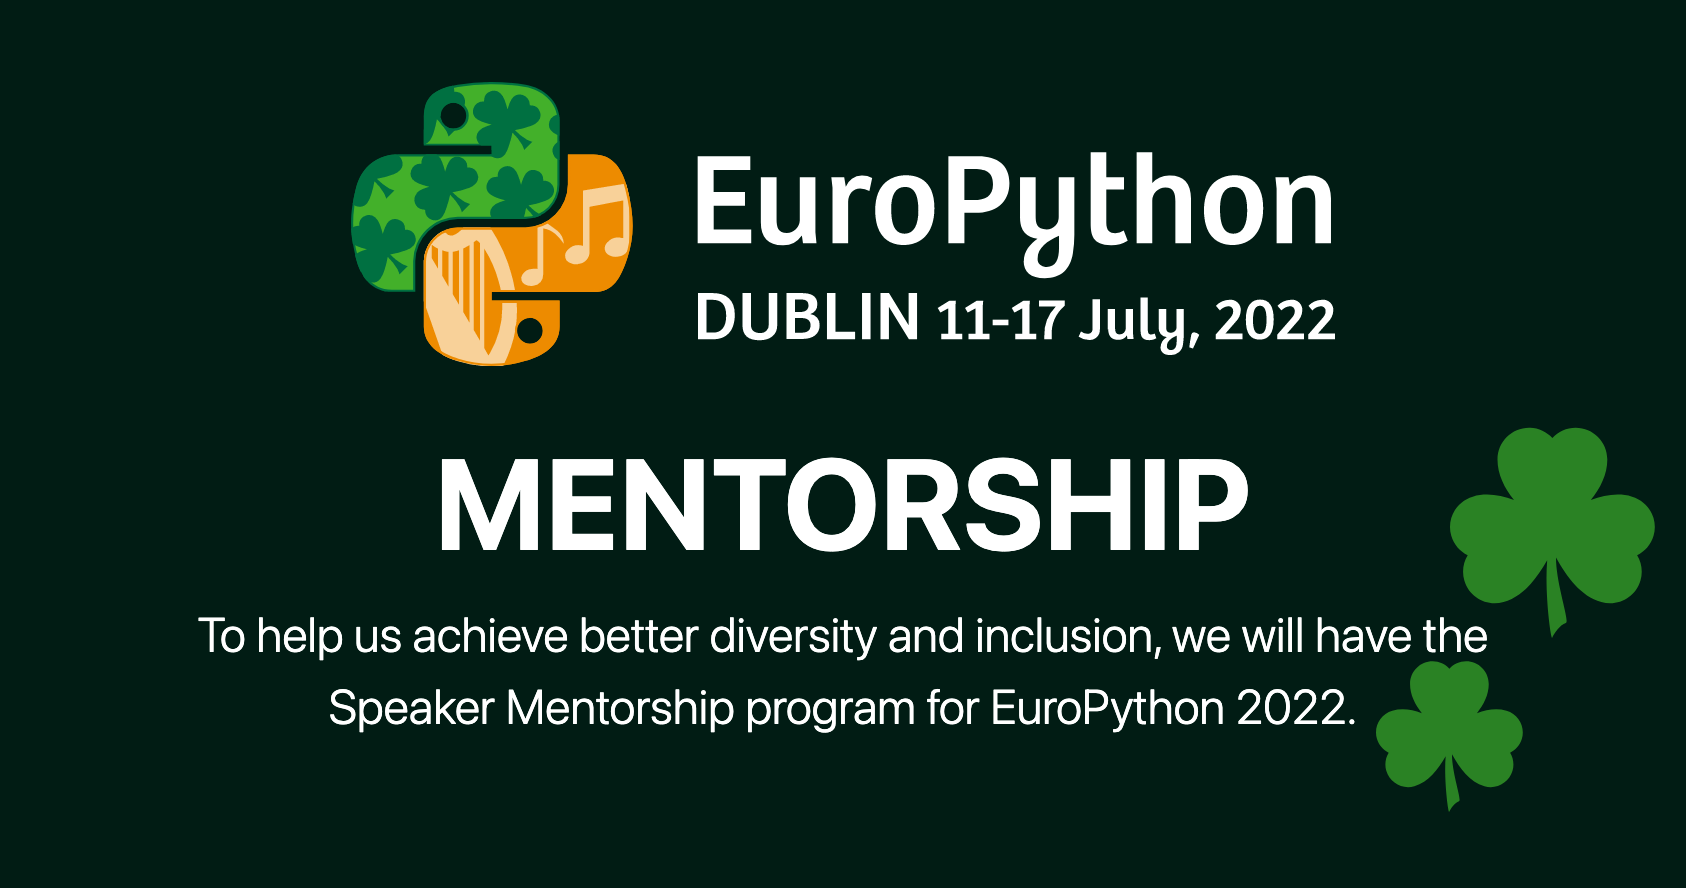 EuroPython
DUBLIN 11-17 July, 2022
MENTORSHIP
To help us achieve better diversity and inclusion, we will have the
Speaker Mentorship program for EuroPython 2022.